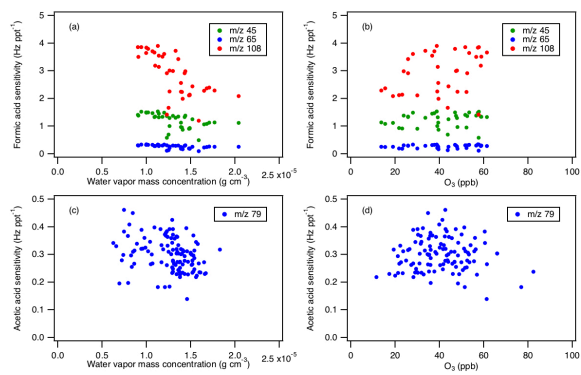 (a)
m/z 45
m/z 65
m/z 108
Formic acid sensitivity (Hz ppt⁻¹)
5
4
3
2
1
0
0.0 0.5 1.0 1.5 2.0 2.5 x10⁻⁵
Water vapor mass concentration (g cm⁻³)
(b)
m/z 45
m/z 65
m/z 108
Formic acid sensitivity (Hz ppt⁻¹)
5
4
3
2
1
0
0 20 40 60 80 100
O₃ (ppb)
(c)
m/z 79
Acetic acid sensitivity (Hz ppt⁻¹)
0.5
0.4
0.3
0.2
0.1
0.0
0.0 0.5 1.0 1.5 2.0 2.5 x10⁻⁵
Water vapor mass concentration (g cm⁻³)
(d)
m/z 79
Acetic acid sensitivity (Hz ppt⁻¹)
0.5
0.4
0.3
0.2
0.1
0.0
0 20 40 60 80 100
O₃ (ppb)